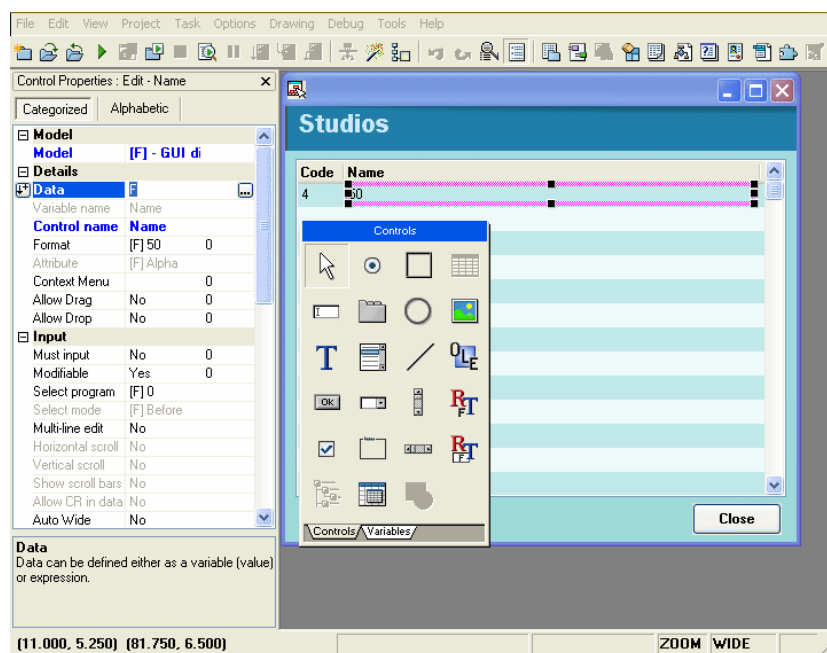 File Edit View Project Task Options Drawing Debug Tools Help
Control Properties : Edit - Name
Categorized Alphabetic
Model
Model [F] - GUI di
Details
Data F ...
Variable name Name
Control name Name
Format [F] 50 0
Attribute [F] Alpha
Context Menu 0
Allow Drag No 0
Allow Drop No 0
Input
Must input No 0
Modifiable Yes 0
Select program [F] 0
Select mode [F] Before
Multi-line edit No
Horizontal scroll No
Vertical scroll No
Show scroll bars No
Allow CR in data No
Auto Wide No
Data
Data can be defined either as a variable (value)
or expression.
Studios
Code Name
4 50
Controls
T OLE
OK RTF
Name RTF
Controls Variables
Close
(11.000, 5.250) (81.750, 6.500) ZOOM WIDE